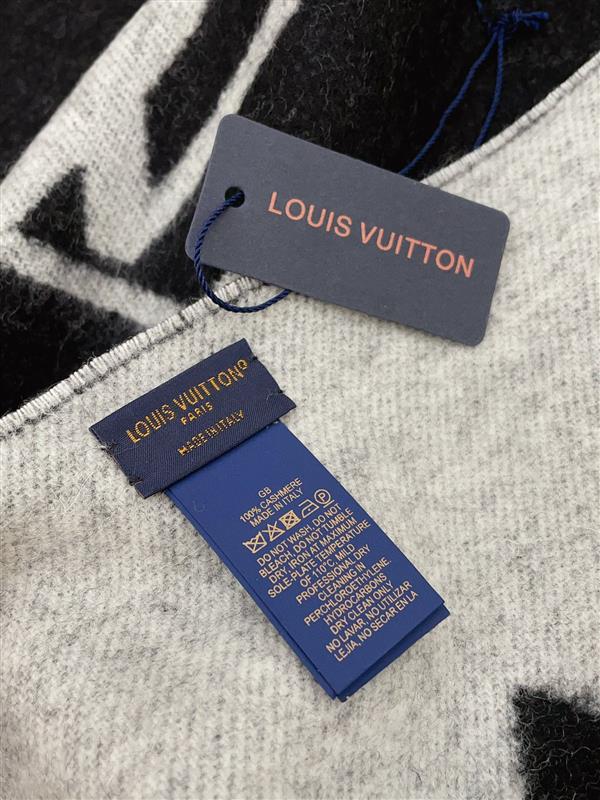 LOUIS VUITTON
LOUIS VUITTON®
PARIS
MADE IN ITALY
GB
100% CASHMERE
MADE IN ITALY
DO NOT WASH, DO NOT
BLEACH, DO NOT TUMBLE
DRY, IRON AT MAXIMUM
SOLE-PLATE TEMPERATURE
OF 110°C, MILD
PROFESSIONAL DRY
CLEANING IN
PERCHLOROETHYLENE.
HYDROCARBONS
DRY CLEAN ONLY
NO LAVAR, NO UTILIZAR
LEJIA, NO SECAR EN LA